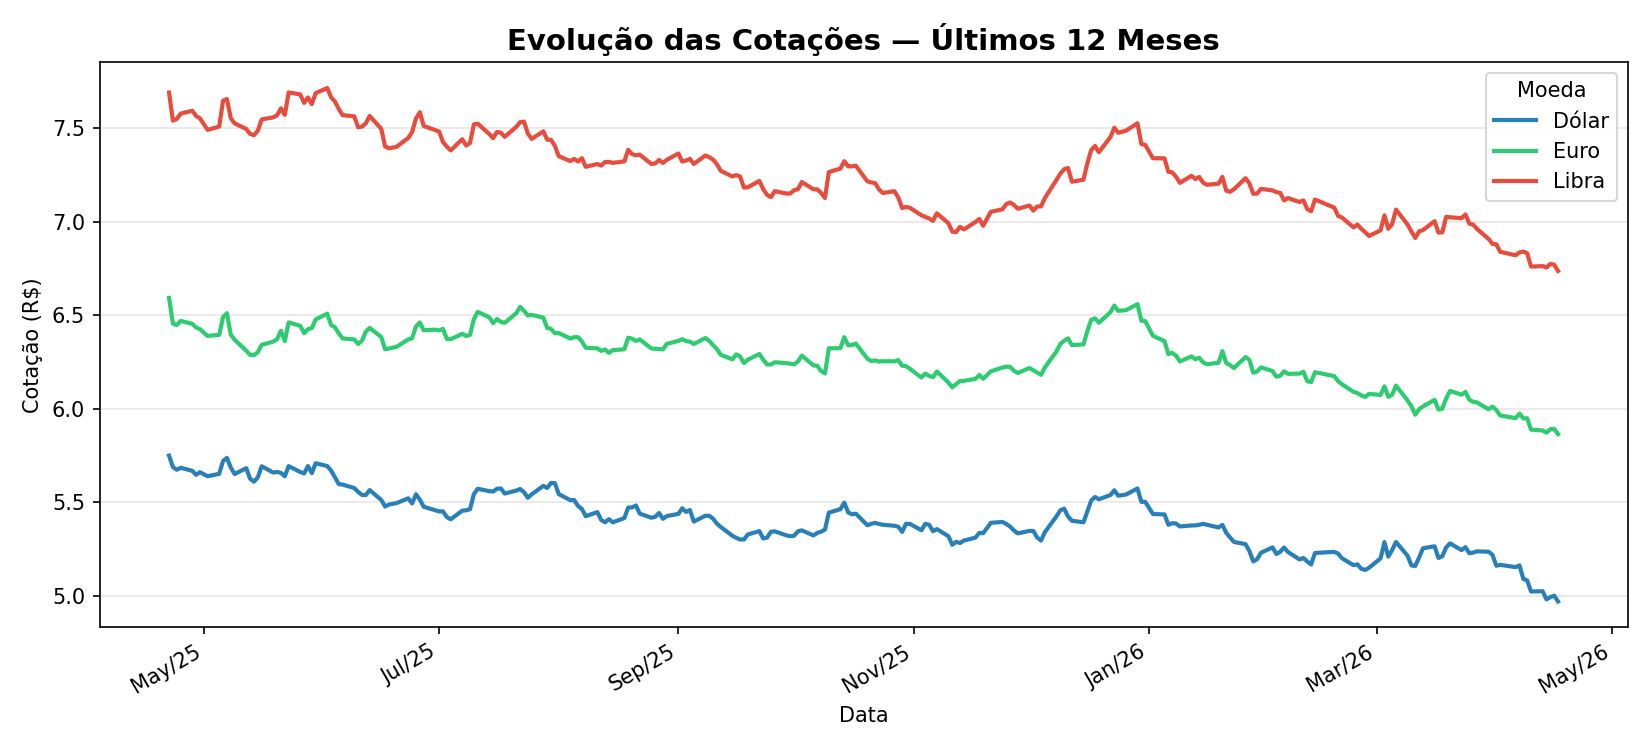 Evolução das Cotações — Últimos 12 Meses
Moeda
Dólar
Euro
Libra
Cotação (R$)
7.5
7.0
6.5
6.0
5.5
5.0
May/25
Jul/25
Sep/25
Nov/25
Jan/26
Mar/26
May/26
Data